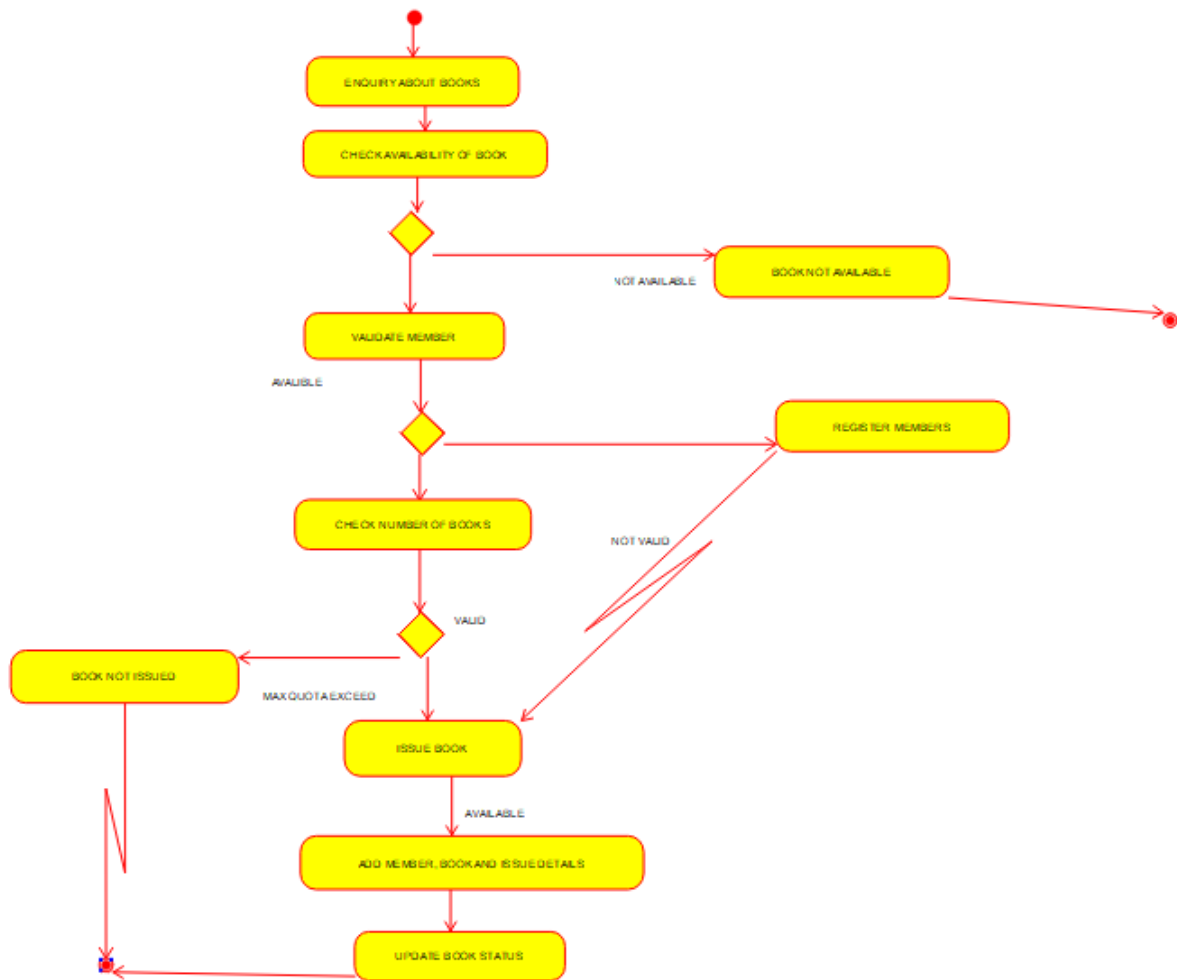 ENQUIRY ABOUT BOOKS
CHECK AVAILABILITY OF BOOK
BOOK NOT AVAILABLE
NOT AVAILABLE
VALIDATE MEMBER
AVALIBLE
REGISTER MEMBERS
CHECK NUMBER OF BOOKS
NOT VALID
VALID
BOOK NOT ISSUED
MAX QUOTA EXCEED
ISSUE BOOK
AVAILABLE
ADD MEMBER, BOOK AND ISSUE DETAILS
UPDATE BOOK STATUS